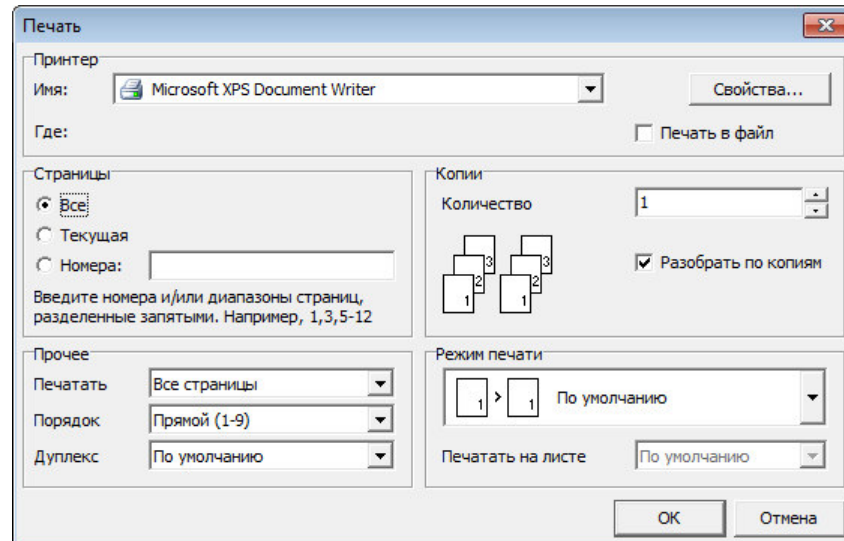 Печать
Принтер
Имя: Microsoft XPS Document Writer Свойства...
Где: Печать в файл
Страницы
Все
Текущая
Номера:
Введите номера и/или диапазоны страниц,
разделенные запятыми. Например, 1,3,5-12
Копии
Количество 1
3 3
2 2
1 1
Разобрать по копиям
Прочее
Печатать Все страницы
Порядок Прямой (1-9)
Дуплекс По умолчанию
Режим печати
1 > 1 По умолчанию
Печатать на листе По умолчанию
ОК Отмена